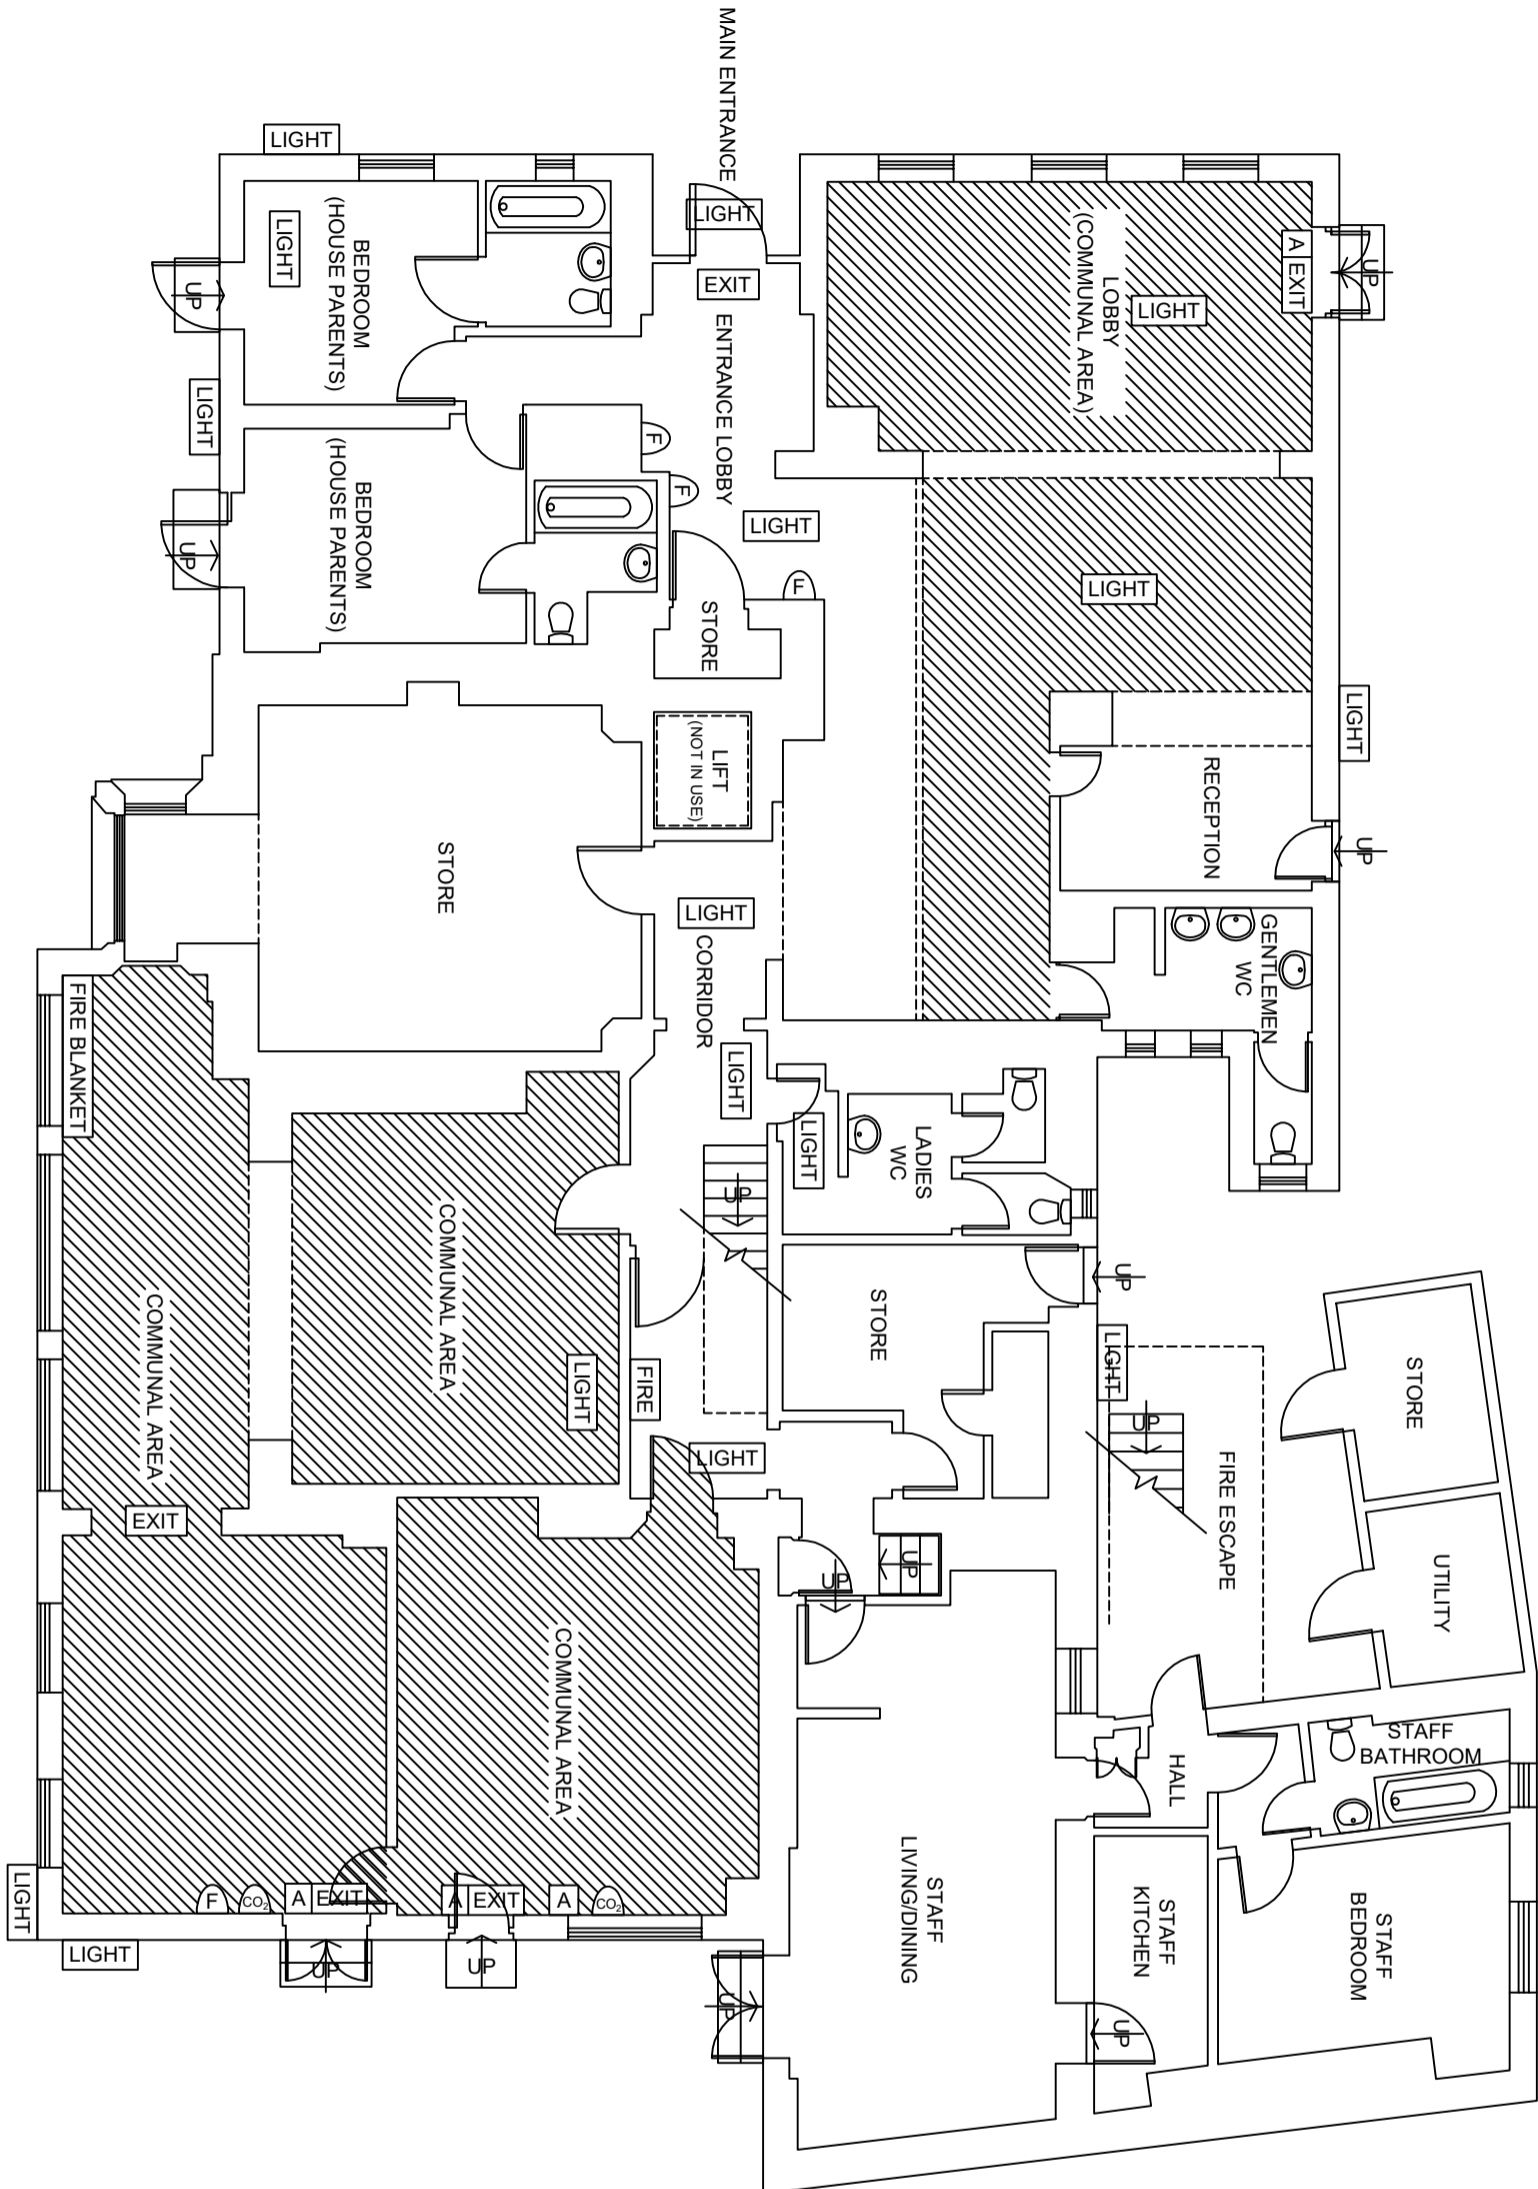 MAIN ENTRANCE
LIGHT
LIGHT
EXIT
ENTRANCE LOBBY
LIGHT
BEDROOM
(HOUSE PARENTS)
UP
LIGHT
BEDROOM
(HOUSE PARENTS)
UP
F
F
F
LIGHT
STORE
LOBBY
(COMMUNAL AREA)
LIGHT
A
EXIT
UP
LIGHT
LIGHT
RECEPTION
UP
GENTLEMEN
WC
LIFT
(NOT IN USE)
STORE
LIGHT
CORRIDOR
LIGHT
LIGHT
LADIES
WC
UP
STORE
UP
LIGHT
UP
FIRE ESCAPE
STORE
UTILITY
FIRE BLANKET
COMMUNAL AREA
COMMUNAL AREA
LIGHT
FIRE
LIGHT
EXIT
COMMUNAL AREA
UP
UP
HALL
STAFF
BATHROOM
STAFF
LIVING/DINING
STAFF
KITCHEN
STAFF
BEDROOM
UP
UP
LIGHT
LIGHT
F
CO₂
A
EXIT
UP
A
EXIT
UP
A
CO₂